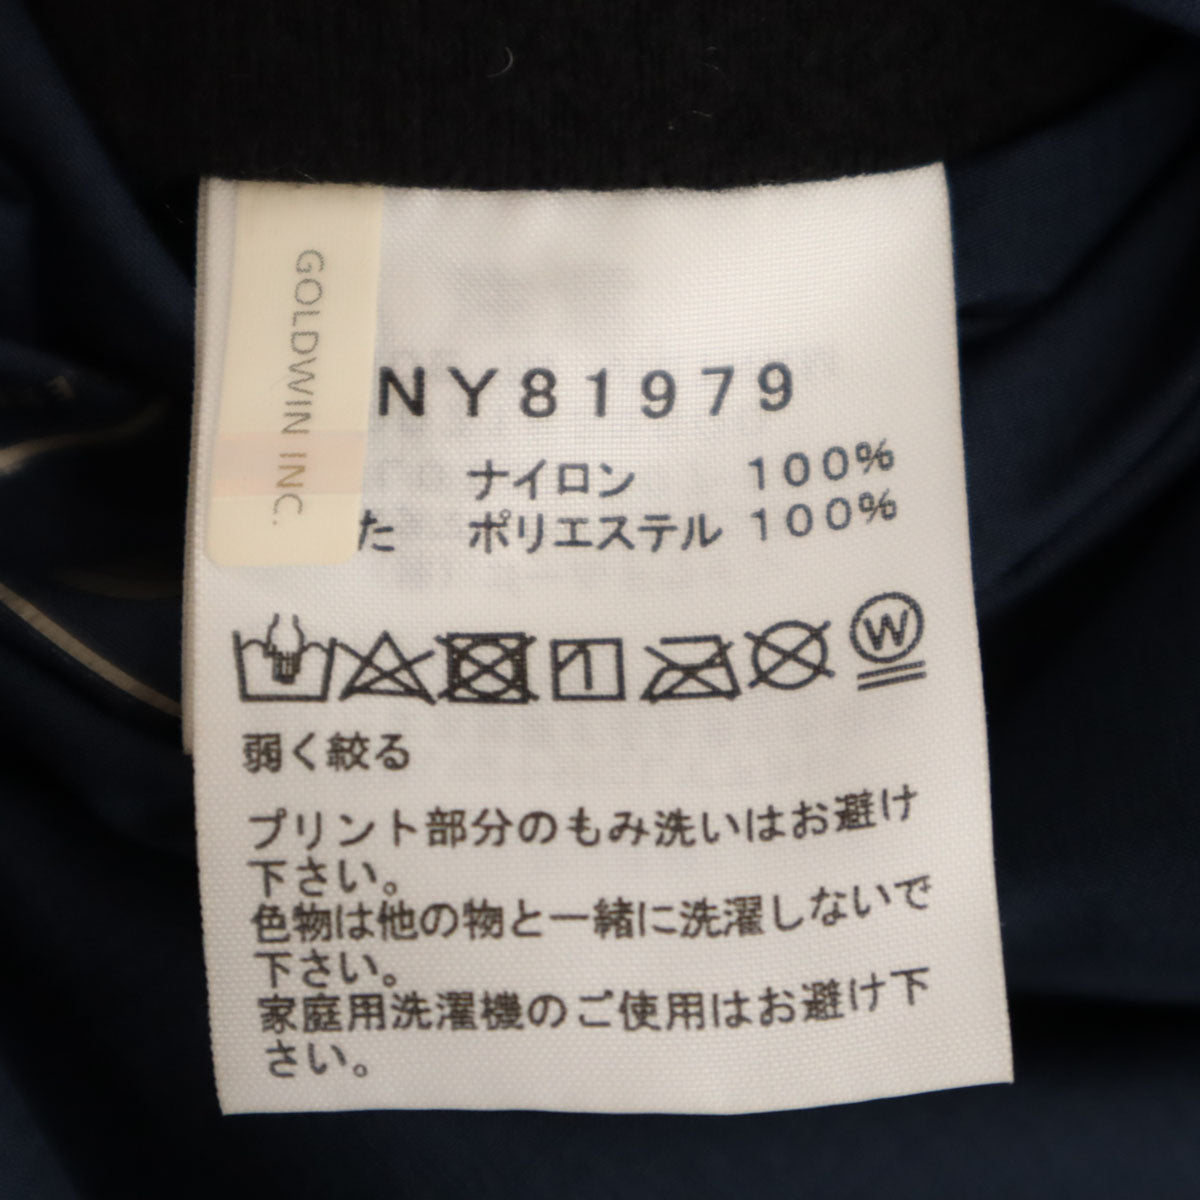 GOLDWIN INC.
NY81979
ナイロン 100%
た ポリエステル 100%
W
弱く絞る
プリント部分のもみ洗いはお避け
下さい。
色物は他の物と一緒に洗濯しないで
下さい。
家庭用洗濯機のご使用はお避け下
さい。